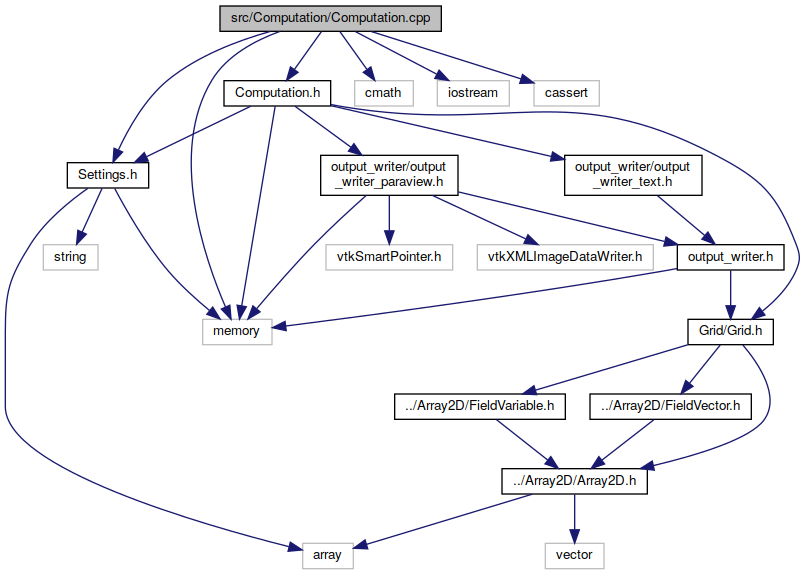 src/Computation/Computation.cpp
Computation.h
cmath
iostream
cassert
Settings.h
output_writer/output
_writer_paraview.h
output_writer/output
_writer_text.h
string
vtkSmartPointer.h
vtkXMLImageDataWriter.h
output_writer.h
memory
Grid/Grid.h
../Array2D/FieldVariable.h
../Array2D/FieldVector.h
../Array2D/Array2D.h
array
vector